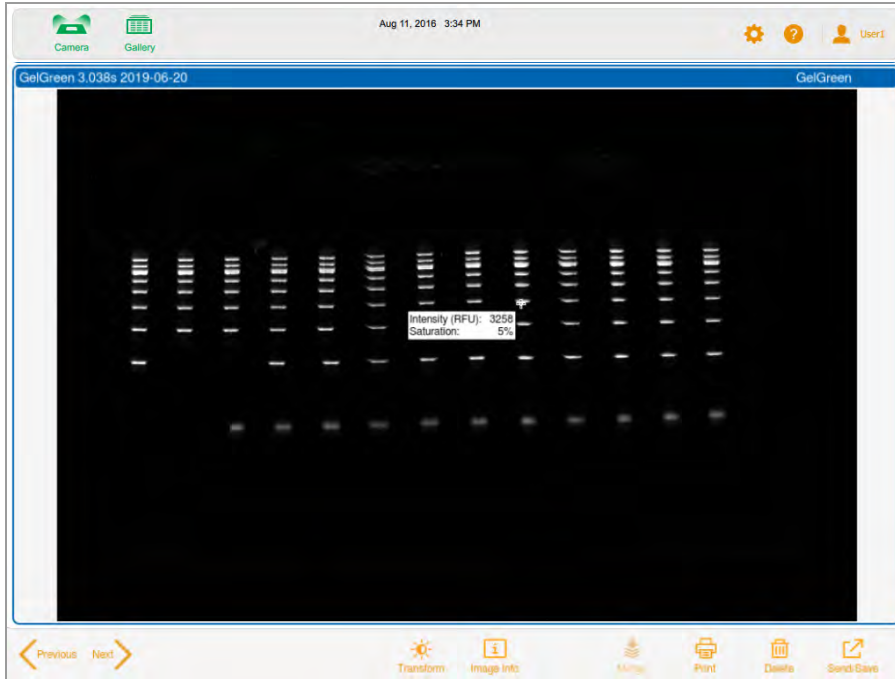 Aug 11, 2016 3:34 PM
Camera
Gallery
User1
GelGreen 3.038s 2019-06-20
GelGreen
Intensity (RFU): 3258
Saturation: 5%
Previous
Next
Transform
Image Info
Merge
Print
Delete
Send/Save